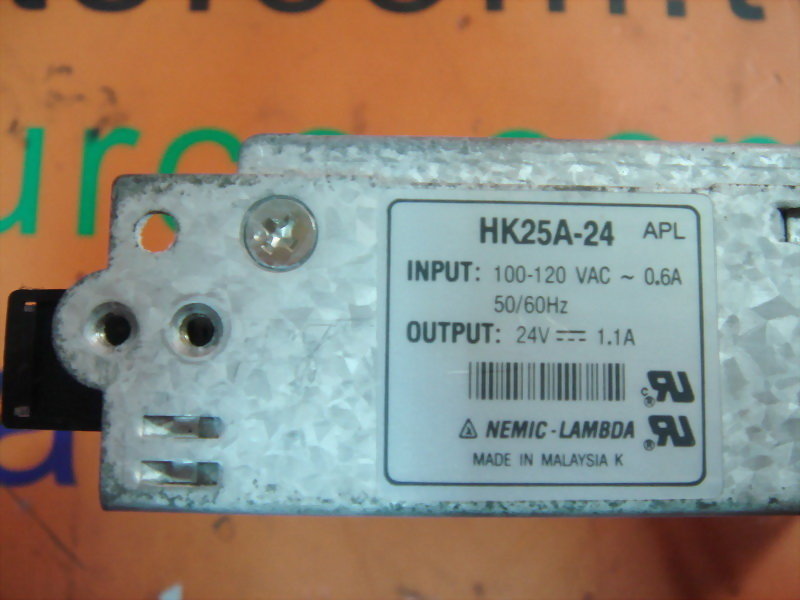 HK25A-24 APL
INPUT: 100-120 VAC ~ 0.6A
50/60Hz
OUTPUT: 24V ⎓ 1.1A
NEMIC-LAMBDA
MADE IN MALAYSIA K